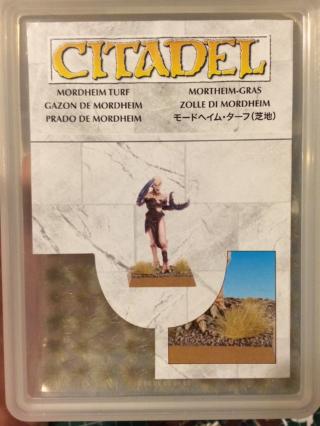 CITADEL
MORDHEIM TURF
GAZON DE MORDHEIM
PRADO DE MORDHEIM
MORTHEIM-GRAS
ZOLLE DI MORDHEIM
モードヘイム・ターフ(芝地)